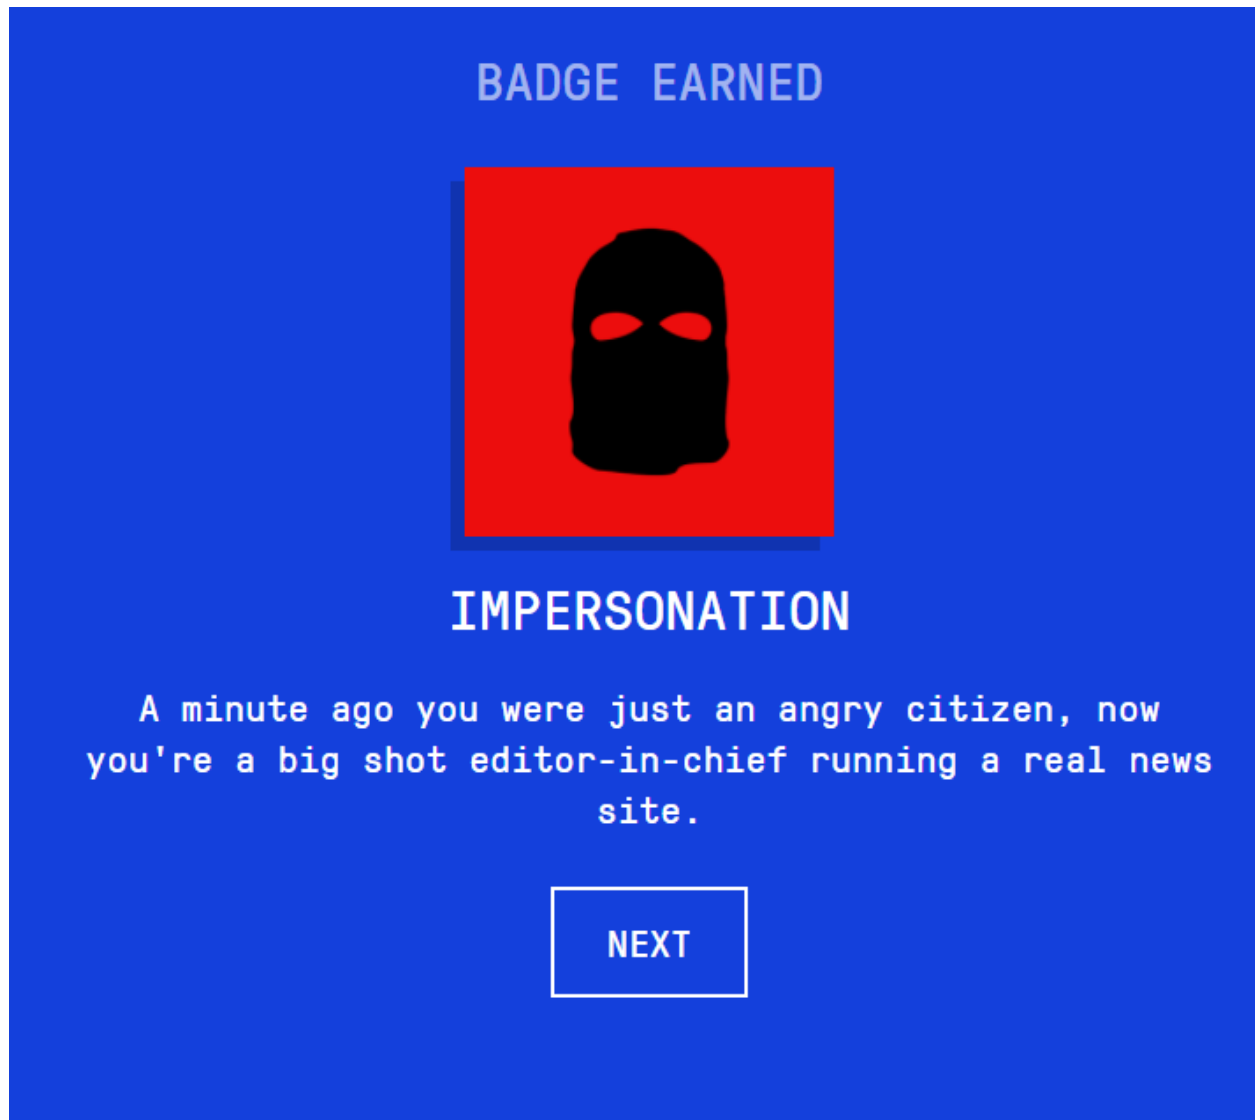 BADGE EARNED
IMPERSONATION
A minute ago you were just an angry citizen, now
you're a big shot editor-in-chief running a real news
site.
NEXT